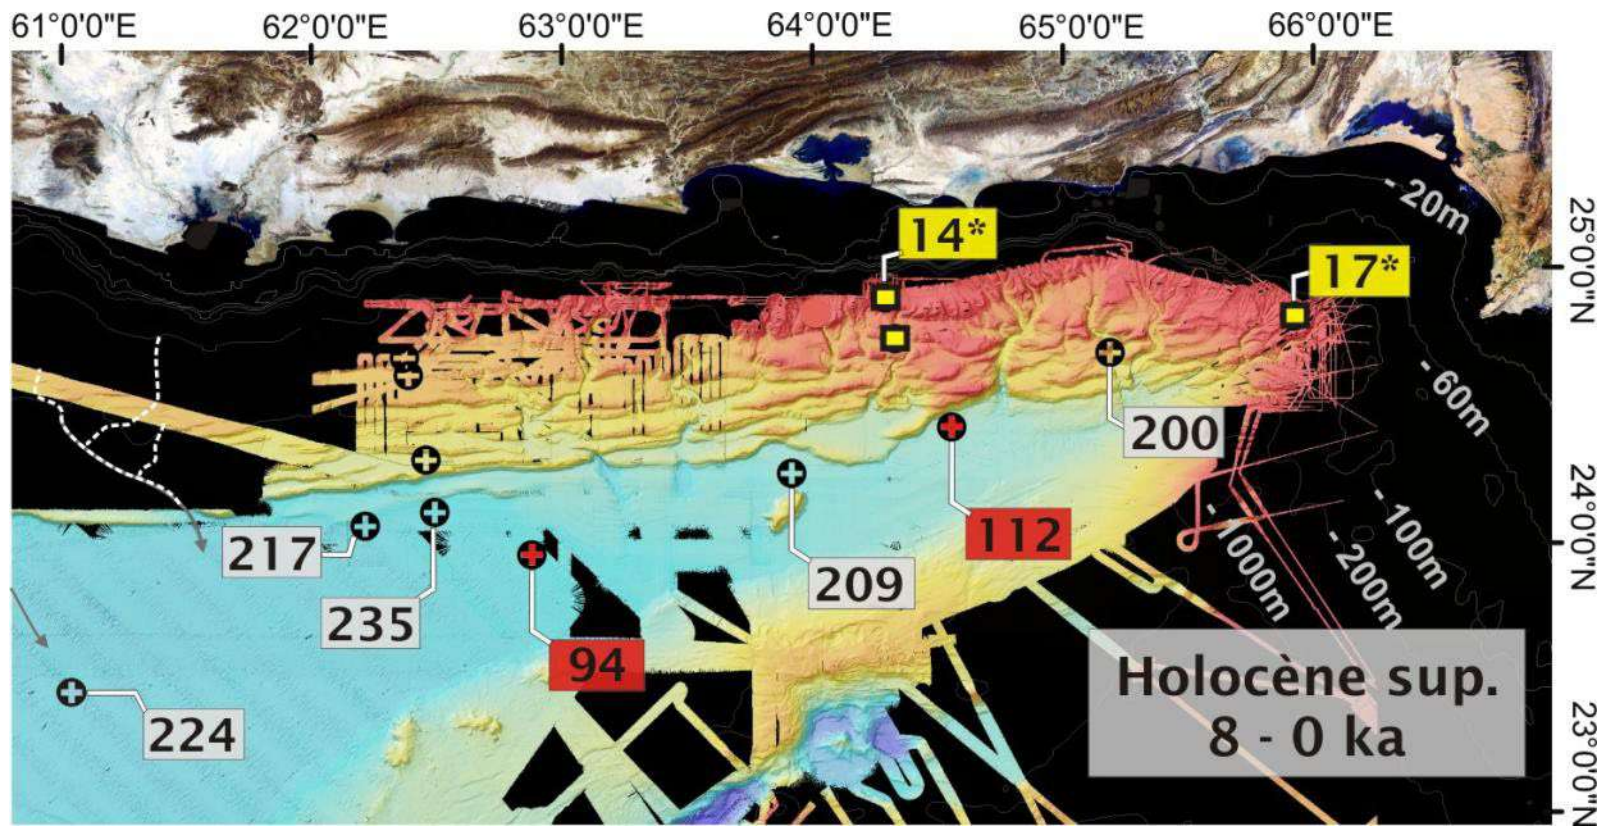 61°0'0"E 62°0'0"E 63°0'0"E 64°0'0"E 65°0'0"E 66°0'0"E
- 20m
25°0'0"N
14*
17*
- 60m
200
112
- 100m
24°0'0"N
217
209
- 200m
- 1000m
235
94
Holocène sup.
8 - 0 ka
224
23°0'0"N